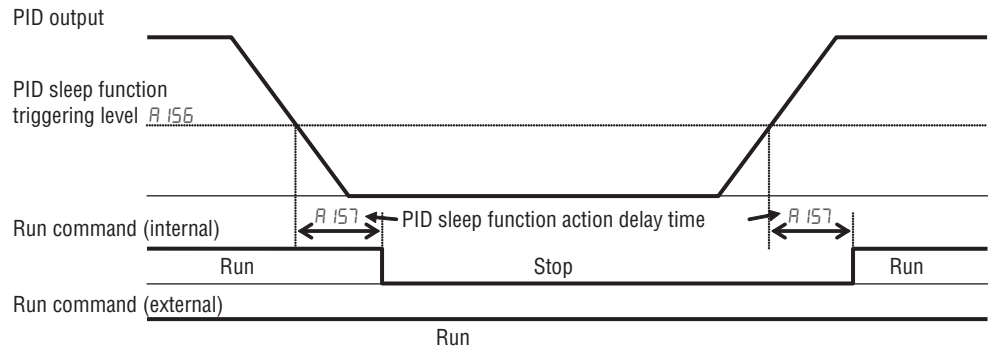 PID output
PID sleep function
triggering level A156
A157 PID sleep function action delay time A157
Run command (internal)
Run Stop Run
Run command (external)
Run